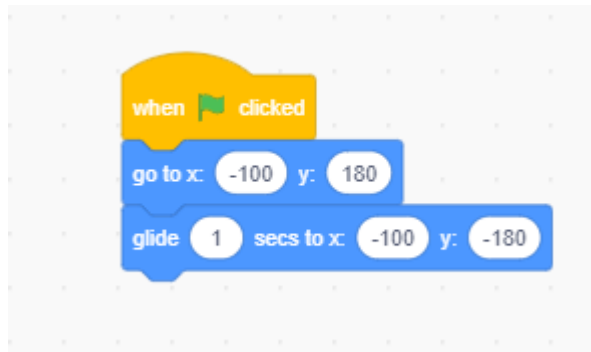 when clicked
go to x: -100 y: 180
glide 1 secs to x: -100 y: -180